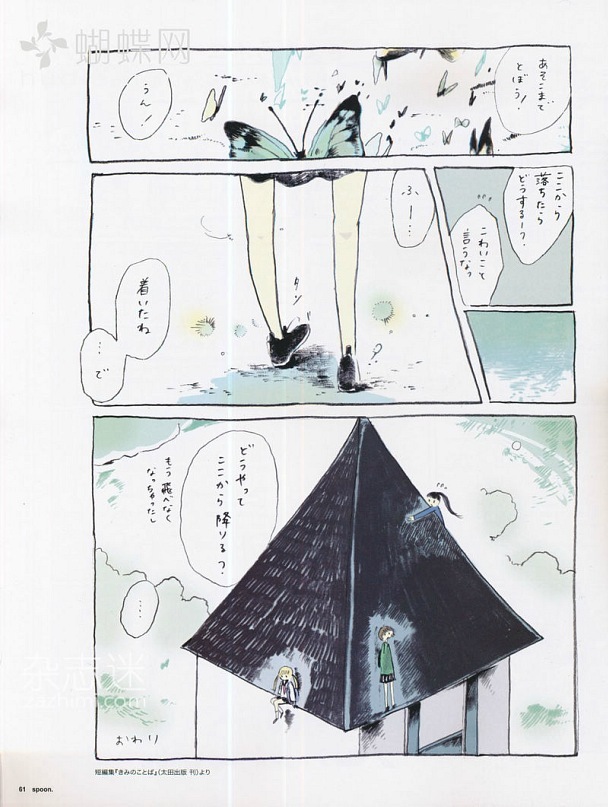 蝴蝶网
あそこまで
とぼう!
うん!
ここから
落ちたら
どうするー?
こわいこと
言うなっ
ふー…
タン
着いたね
…で
どうやって
ここから降りる?
もう飛べなく
なっちゃったし
…
おわり
杂志迷
zazhimi.com
短編集『きみのことば』(太田出版 刊)より
61 spoon.